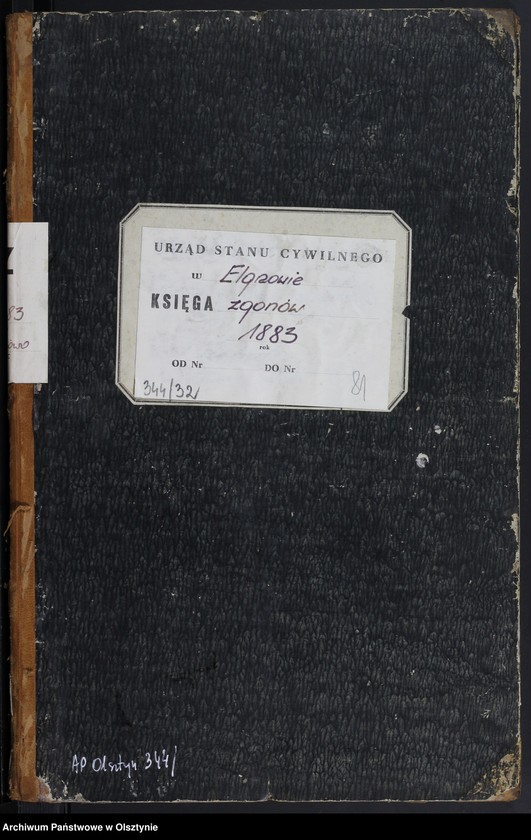 URZĄD STANU CYWILNEGO
w Elgnowie
KSIĘGA zgonów
1883
rok
OD Nr DO Nr
344/32
81
83
AP Olsztyn 344/
Archiwum Państwowe w Olsztynie